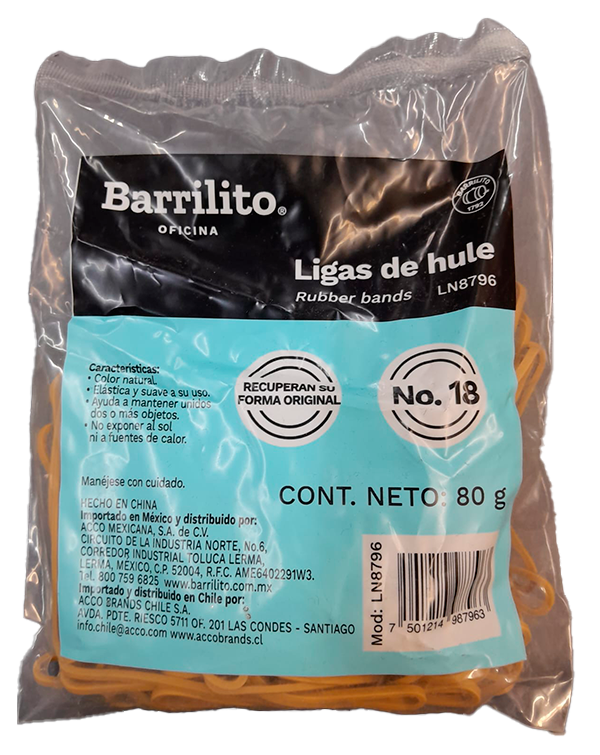 Barrilito®
OFICINA
BARRILITO
1793
Ligas de hule
Rubber bands LN8796
Características:
• Color natural.
• Elástica y suave a su uso.
• Ayuda a mantener unidos
dos o más objetos.
• No exponer al sol
ni a fuentes de calor.
RECUPERAN SU
FORMA ORIGINAL
No. 18
Manéjese con cuidado.
CONT. NETO: 80 g
HECHO EN CHINA
Importado en México y distribuido por:
ACCO MEXICANA, S.A. de C.V.
CIRCUITO DE LA INDUSTRIA NORTE, No.6,
CORREDOR INDUSTRIAL TOLUCA LERMA,
LERMA, MÉXICO, C.P. 52004, R.F.C. AME6402291W3.
Tel. 800 759 6825 www.barrilito.com.mx
Importado y distribuido en Chile por:
ACCO BRANDS CHILE S.A.
AVDA. PDTE. RIESCO 5711 OF. 201 LAS CONDES - SANTIAGO
info.chile@acco.com www.accobrands.cl
Mod: LN8796
7 501214 987963